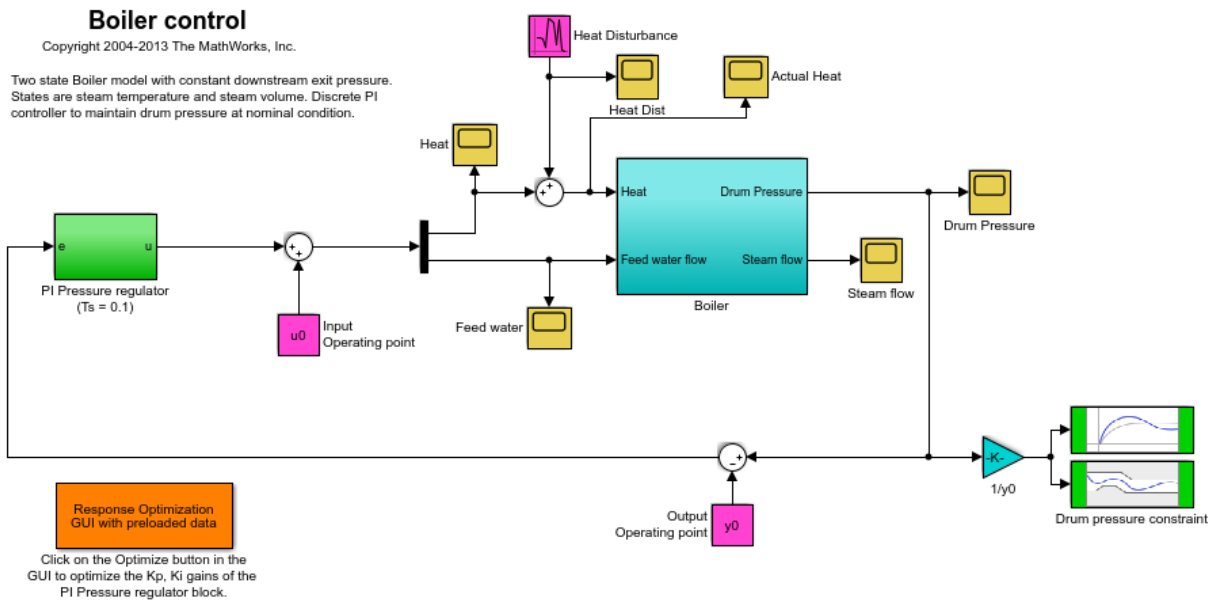 Boiler control
Copyright 2004-2013 The MathWorks, Inc.
Two state Boiler model with constant downstream exit pressure.
States are steam temperature and steam volume. Discrete PI
controller to maintain drum pressure at nominal condition.
Heat Disturbance
Heat Dist
Actual Heat
Heat
+
+
Heat
Drum Pressure
Feed water flow
Steam flow
Boiler
Drum Pressure
Steam flow
e
u
PI Pressure regulator
(Ts = 0.1)
+
+
u0
Input
Operating point
Feed water
+
-
y0
Output
Operating point
-K-
1/y0
Drum pressure constraint
Response Optimization
GUI with preloaded data
Click on the Optimize button in the
GUI to optimize the Kp, Ki gains of the
PI Pressure regulator block.